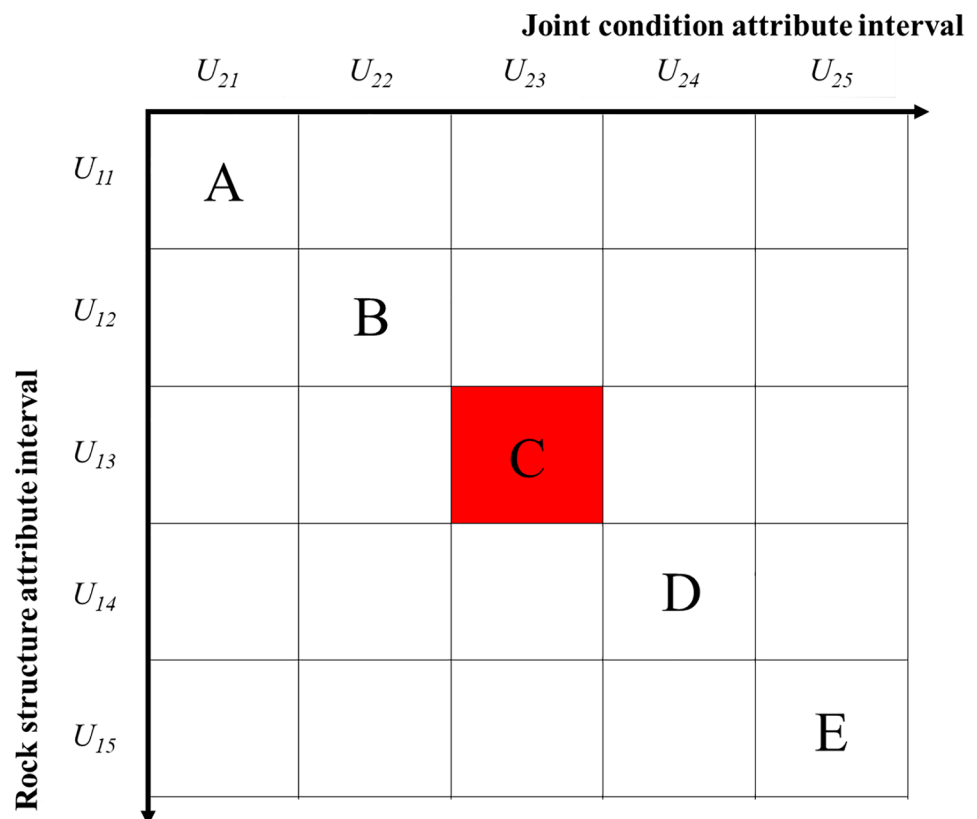 Joint condition attribute interval
U21 U22 U23 U24 U25
U11
A
U12
B
U13
C
U14
D
U15
E
Rock structure attribute interval